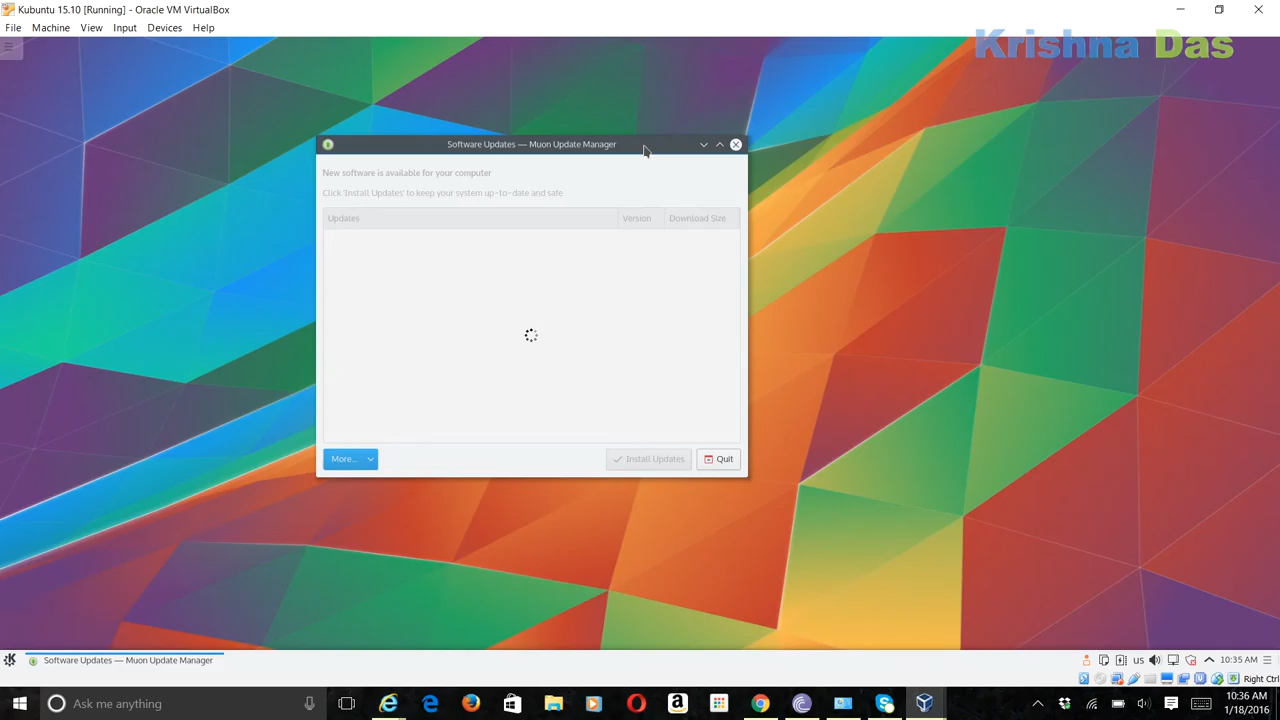 Kubuntu 15.10 [Running] - Oracle VM VirtualBox
File Machine View Input Devices Help
Krishna Das
Software Updates — Muon Update Manager
New software is available for your computer
Click 'Install Updates' to keep your system up-to-date and safe
Updates Version Download Size
More... Install Updates Quit
Software Updates — Muon Update Manager us 10:35 AM
Right Ctrl
Ask me anything
10:36 AM
1/18/2016